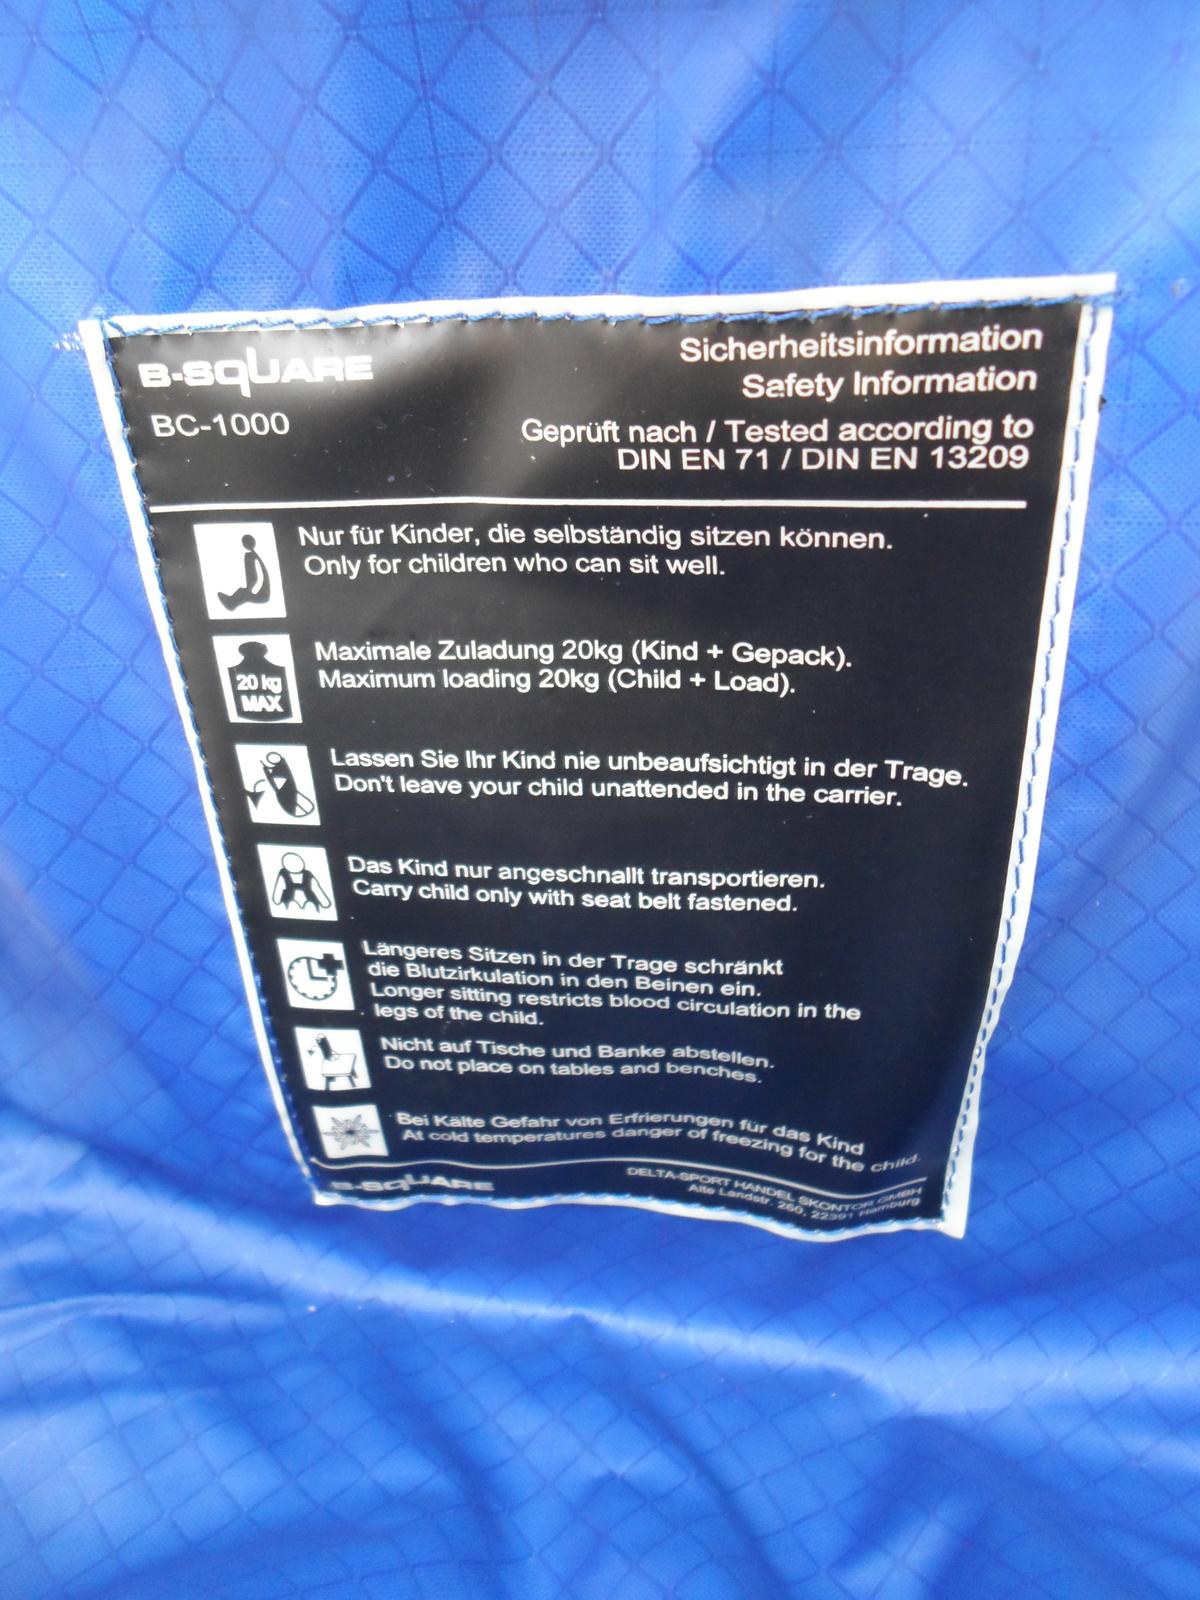 B-SQUARE
BC-1000
Sicherheitsinformation
Safety Information
Geprüft nach / Tested according to
DIN EN 71 / DIN EN 13209
Nur für Kinder, die selbständig sitzen können.
Only for children who can sit well.
20 kg
MAX
Maximale Zuladung 20kg (Kind + Gepack).
Maximum loading 20kg (Child + Load).
Lassen Sie Ihr Kind nie unbeaufsichtigt in der Trage.
Don't leave your child unattended in the carrier.
Das Kind nur angeschnallt transportieren.
Carry child only with seat belt fastened.
Längeres Sitzen in der Trage schränkt
die Blutzirkulation in den Beinen ein.
Longer sitting restricts blood circulation in the
legs of the child.
Nicht auf Tische und Banke abstellen.
Do not place on tables and benches.
Bei Kälte Gefahr von Erfrierungen für das Kind
At cold temperatures danger of freezing for the child.
B-SQUARE
DELTA-SPORT HANDEL SKONTOR GMBH
Alte Landstr. 260, 22391 Hamburg